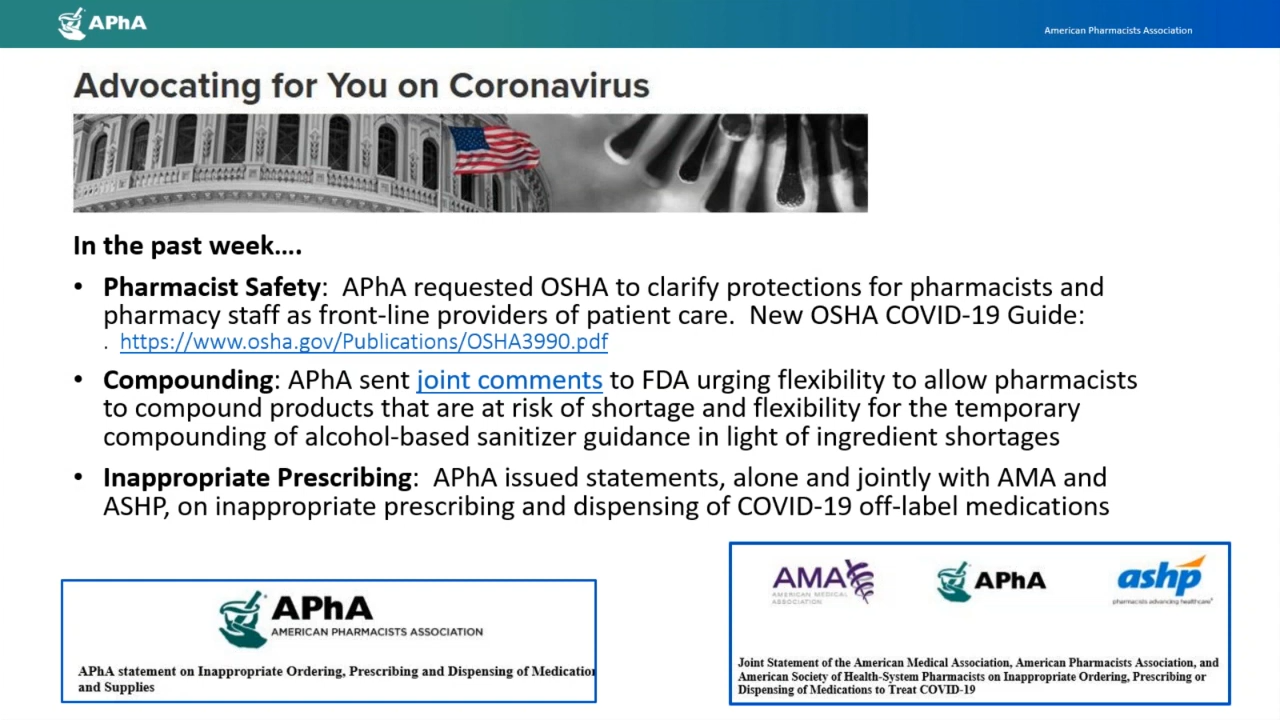 APhA
American Pharmacists Association
Advocating for You on Coronavirus
In the past week....
• Pharmacist Safety:  APhA requested OSHA to clarify protections for pharmacists and
pharmacy staff as front-line providers of patient care.  New OSHA COVID-19 Guide:
. https://www.osha.gov/Publications/OSHA3990.pdf
• Compounding: APhA sent joint comments to FDA urging flexibility to allow pharmacists
to compound products that are at risk of shortage and flexibility for the temporary
compounding of alcohol-based sanitizer guidance in light of ingredient shortages
• Inappropriate Prescribing:  APhA issued statements, alone and jointly with AMA and
ASHP, on inappropriate prescribing and dispensing of COVID-19 off-label medications
APhA
AMERICAN PHARMACISTS ASSOCIATION
APhA statement on Inappropriate Ordering, Prescribing and Dispensing of Medication
and Supplies
AMA
AMERICAN MEDICAL
ASSOCIATION
APhA
ashp
pharmacists advancing healthcare®
Joint Statement of the American Medical Association, American Pharmacists Association, and
American Society of Health-System Pharmacists on Inappropriate Ordering, Prescribing or
Dispensing of Medications to Treat COVID-19